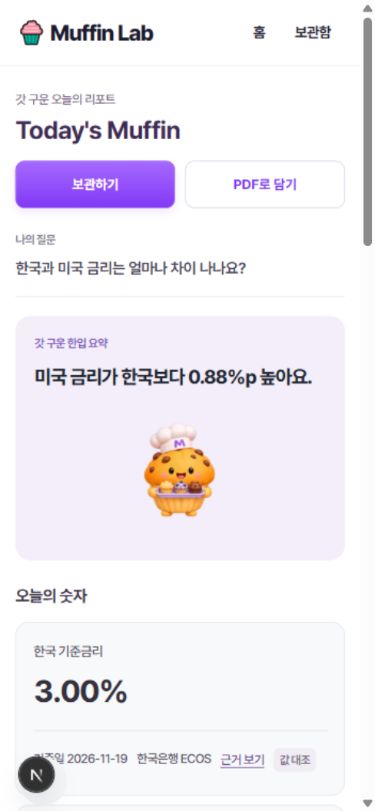 Muffin Lab
홈 보관함
갓 구운 오늘의 리포트
Today's Muffin
보관하기 PDF로 담기
나의 질문
한국과 미국 금리는 얼마나 차이 나나요?
갓 구운 한입 요약
미국 금리가 한국보다 0.88%p 높아요.
M
오늘의 숫자
한국 기준금리
3.00%
2026-11-19 한국은행 ECOS 근거 보기 값 대조
N